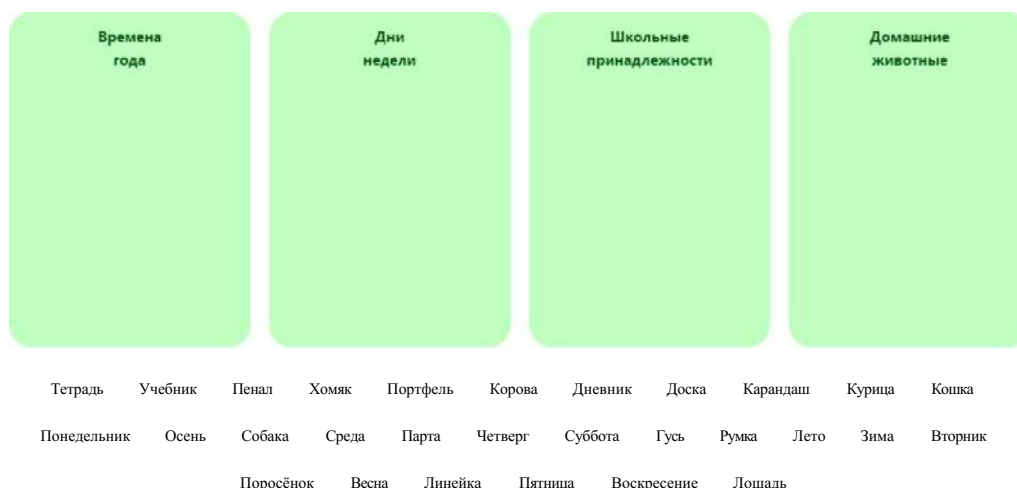 Времена
года
Дни
недели
Школьные
принадлежности
Домашние
животные
Тетрадь Учебник Пенал Хомяк Портфель Корова Дневник Доска Карандаш Курица Кошка
Понедельник Осень Собака Среда Парта Четверг Суббота Гусь Румка Лето Зима Вторник
Поросёнок Весна Линейка Пятница Воскресение Лошадь